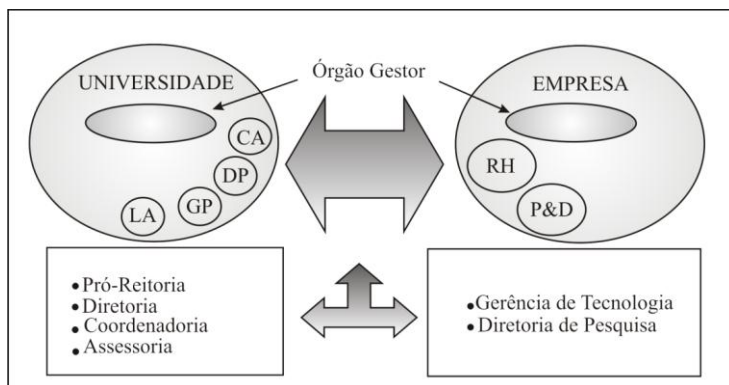 UNIVERSIDADE
Órgão Gestor
EMPRESA
CA
DP
GP
LA
RH
P&D
•Pró-Reitoria
•Diretoria
•Coordenadoria
•Assessoria
•Gerência de Tecnologia
•Diretoria de Pesquisa